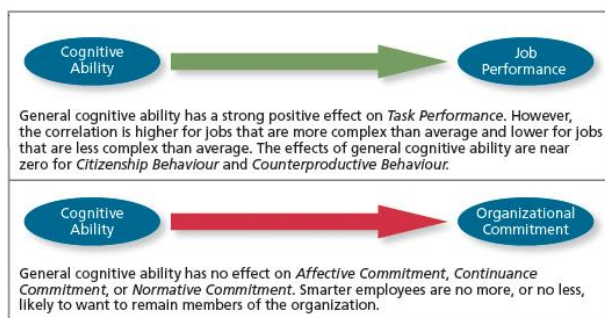 Cognitive
Ability
Job
Performance
General cognitive ability has a strong positive effect on Task Performance. However,
the correlation is higher for jobs that are more complex than average and lower for jobs
that are less complex than average. The effects of general cognitive ability are near
zero for Citizenship Behaviour and Counterproductive Behaviour.
Cognitive
Ability
Organizational
Commitment
General cognitive ability has no effect on Affective Commitment, Continuance
Commitment, or Normative Commitment. Smarter employees are no more, or no less,
likely to want to remain members of the organization.